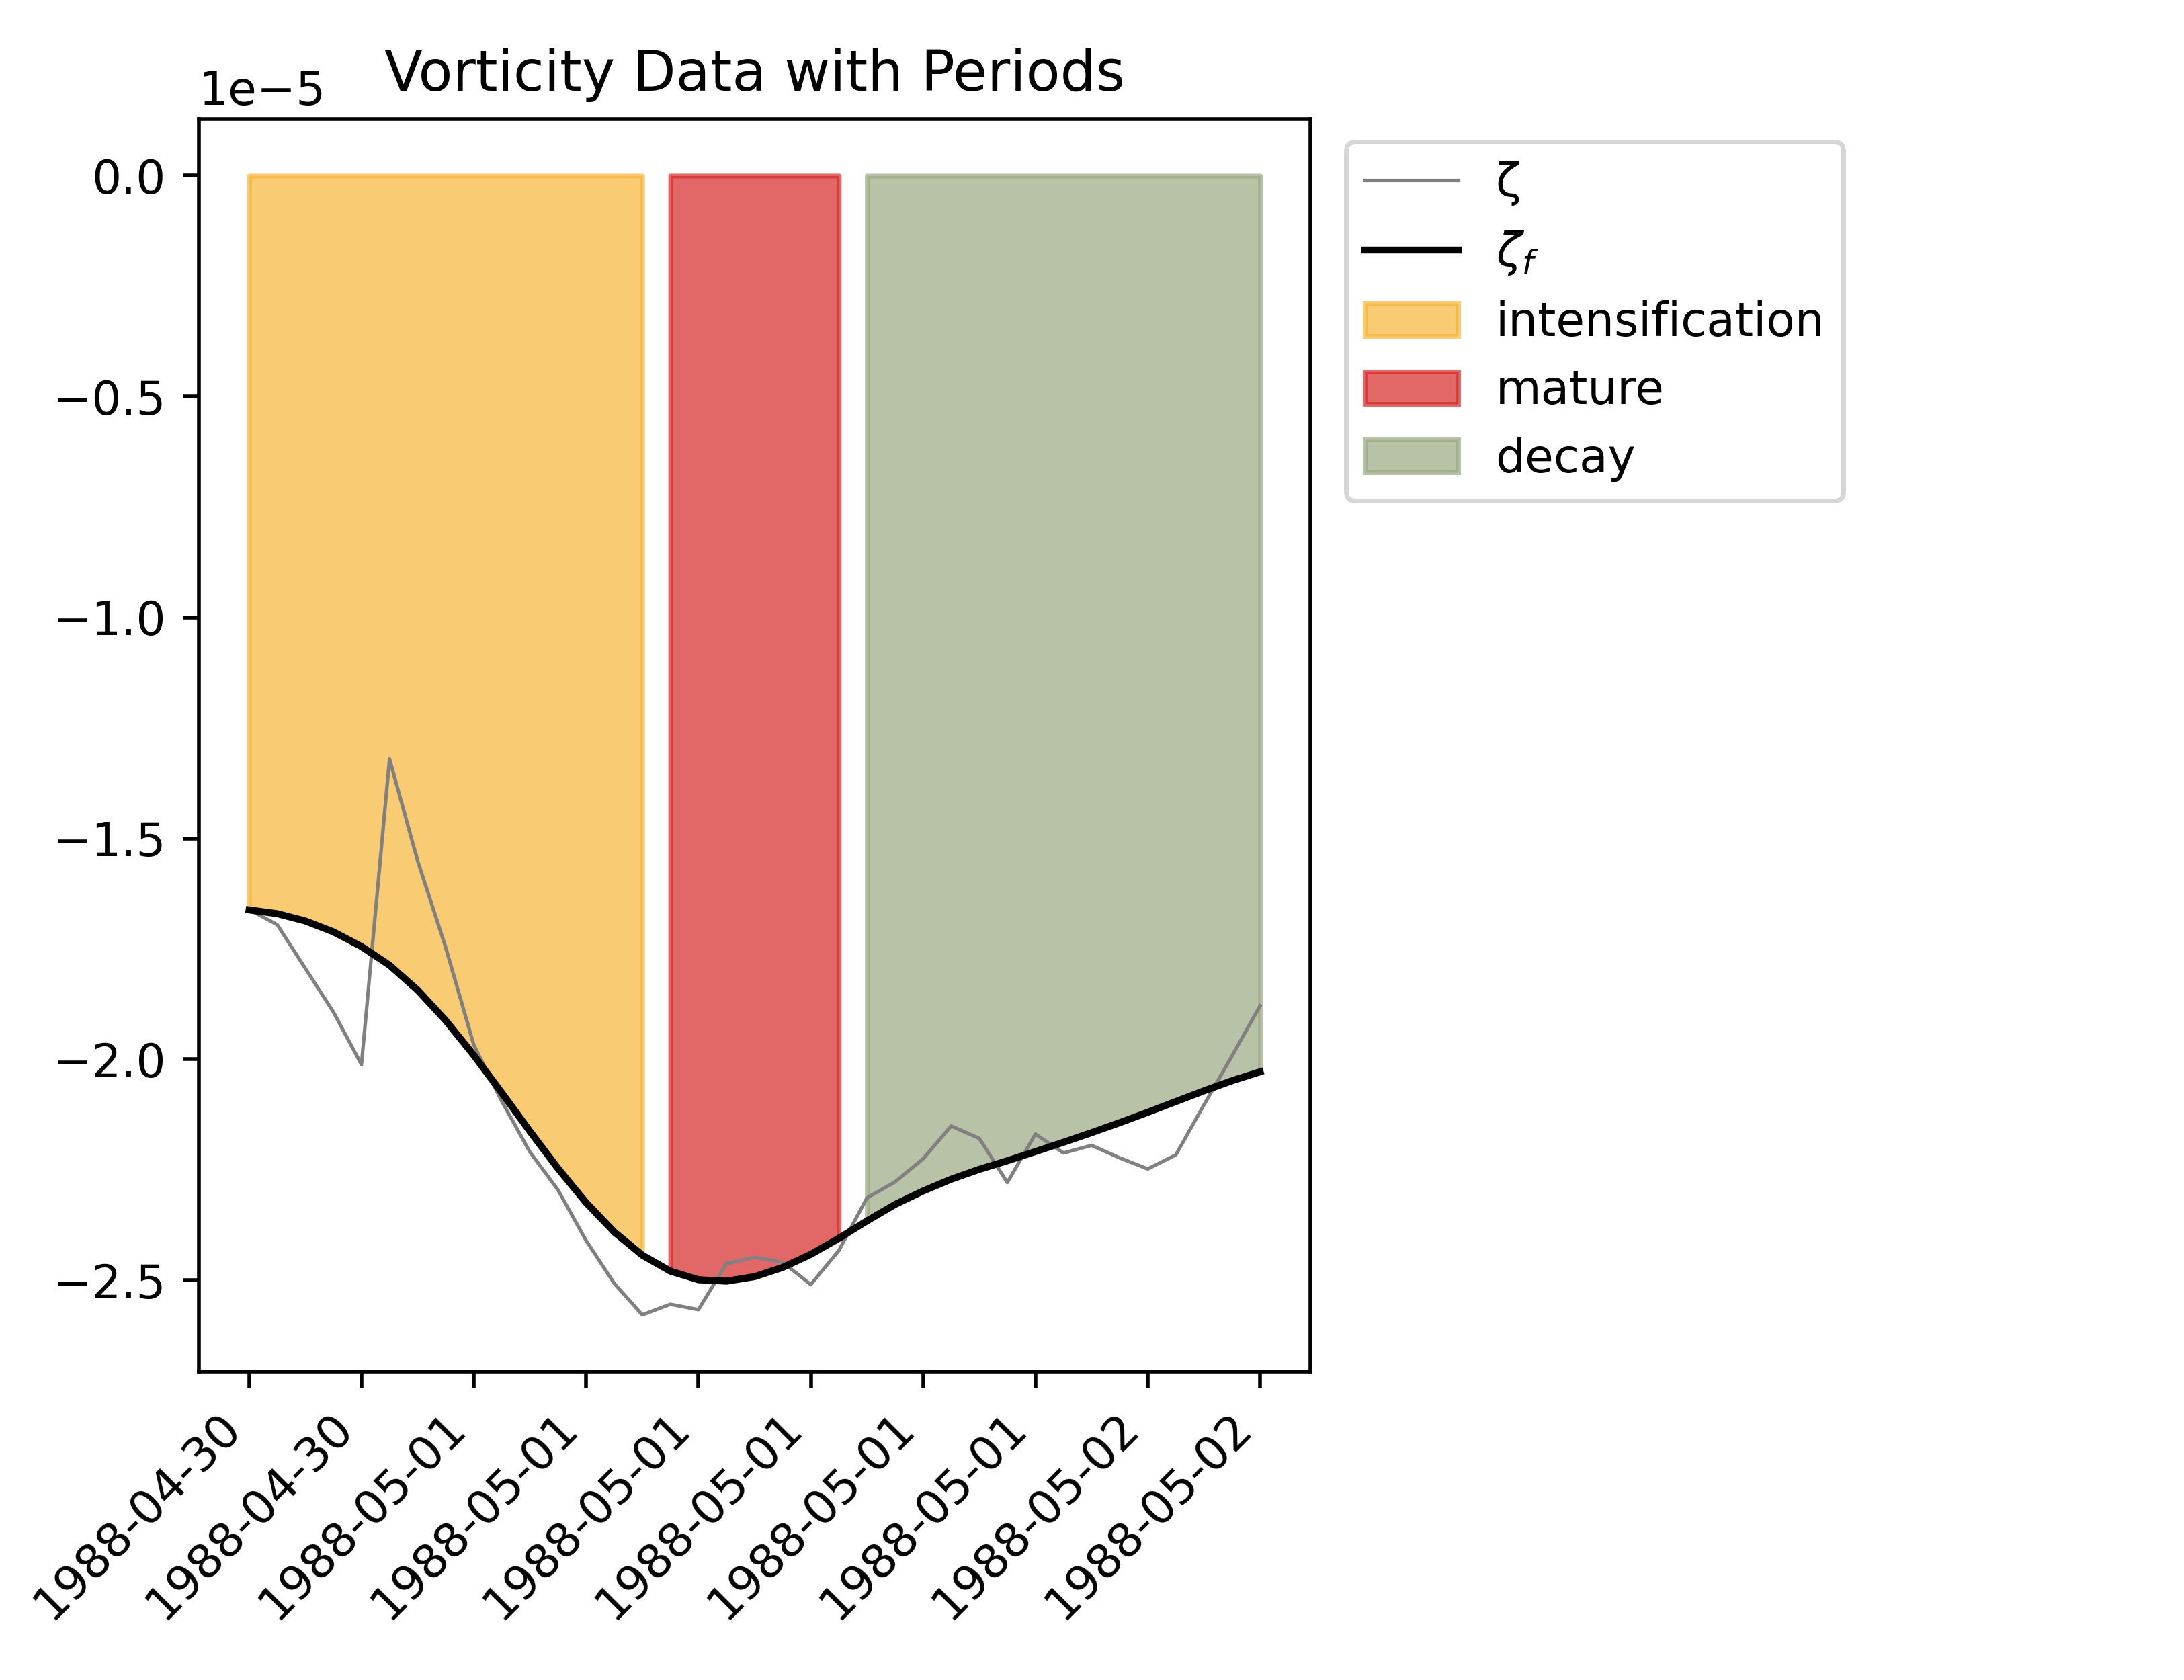 Vorticity Data with Periods
1e−5
0.0
−0.5
−1.0
−1.5
−2.0
−2.5
1988-04-30
1988-04-30
1988-05-01
1988-05-01
1988-05-01
1988-05-01
1988-05-01
1988-05-01
1988-05-02
1988-05-02
ζ
ζf
intensification
mature
decay